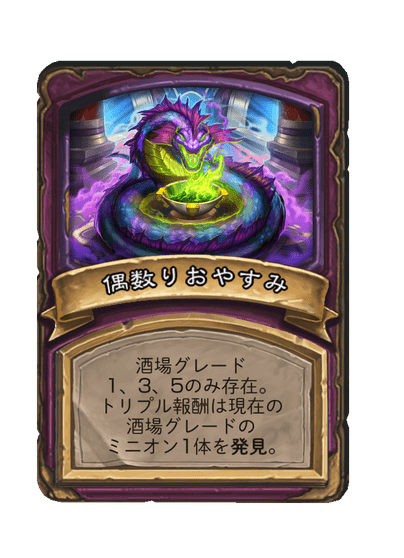 偶数りおやすみ
酒場グレード
1、3、5のみ存在。
トリプル報酬は現在の
酒場グレードの
ミニオン1体を発見。